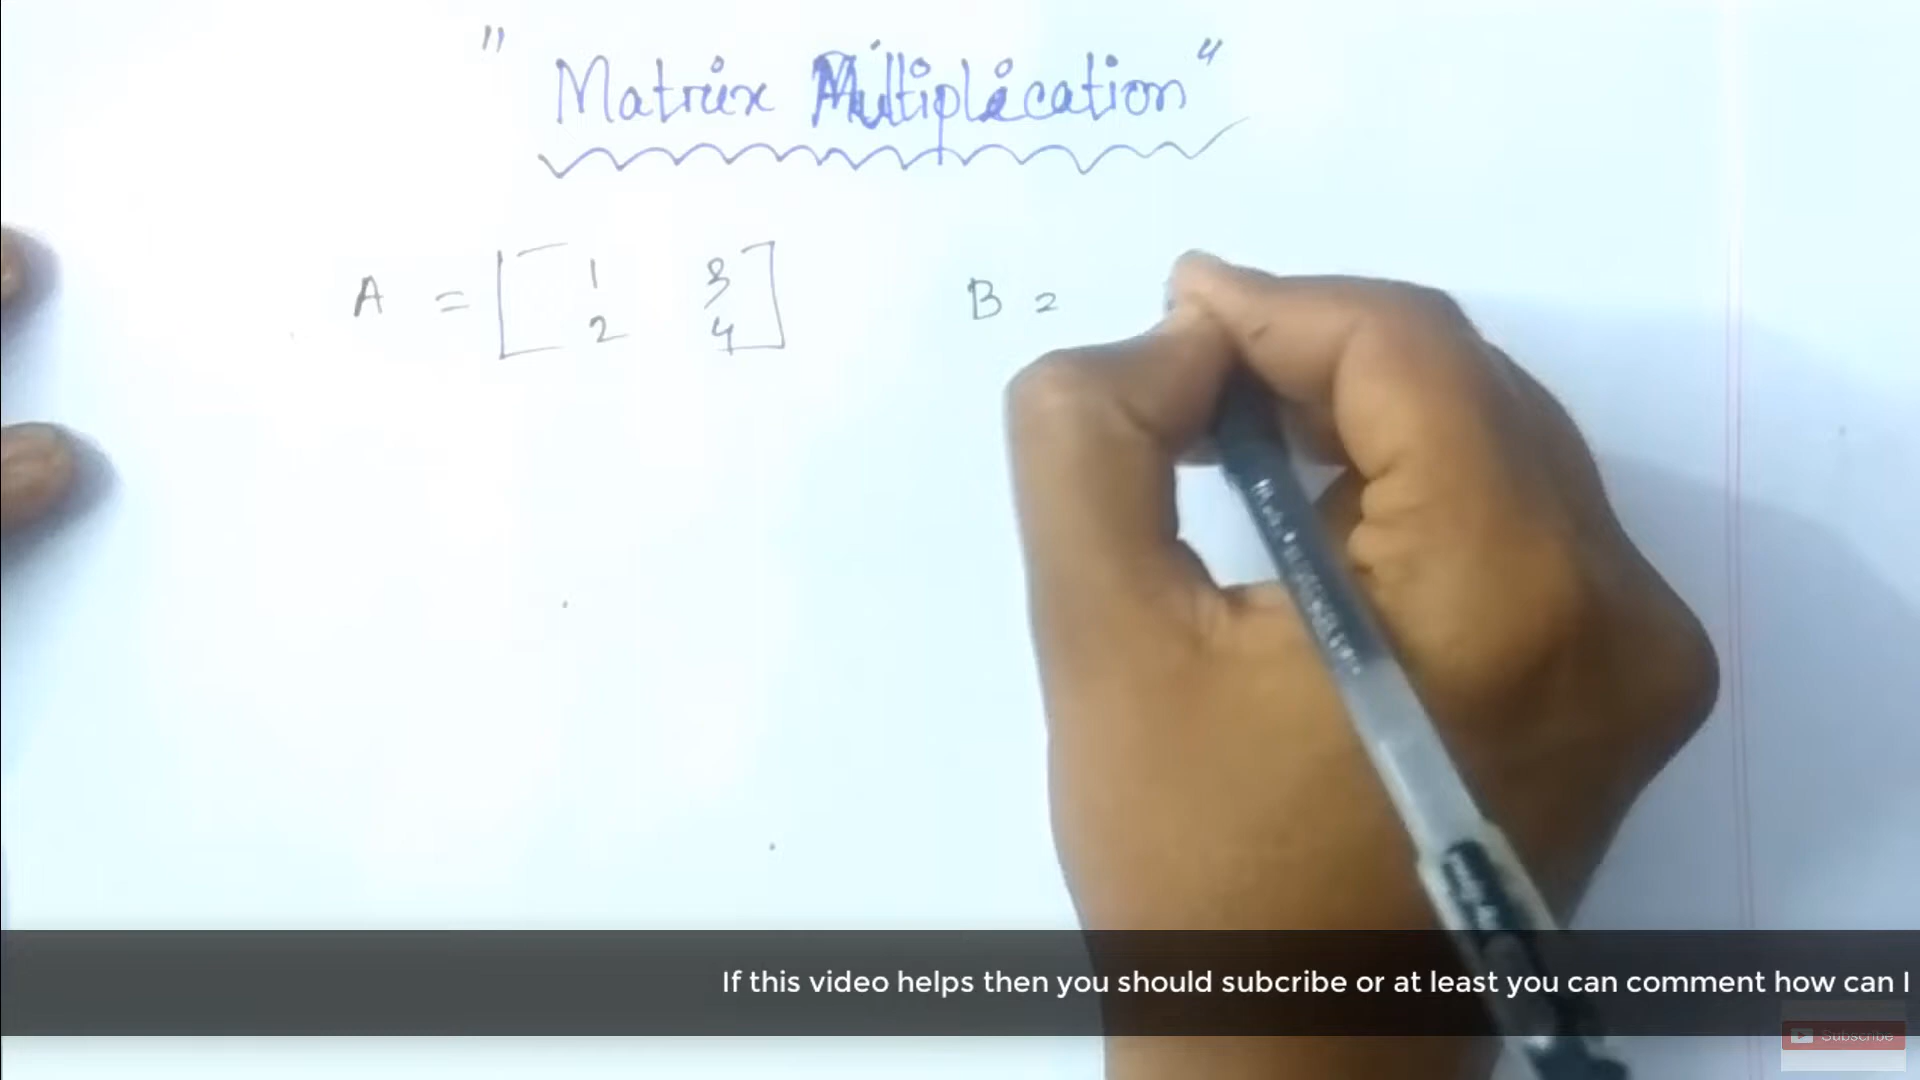 "Matrix Multiplication"
A = [ 1 3
2 4 ]
B =
If this video helps then you should subcribe or at least you can comment how can I
Subscribe